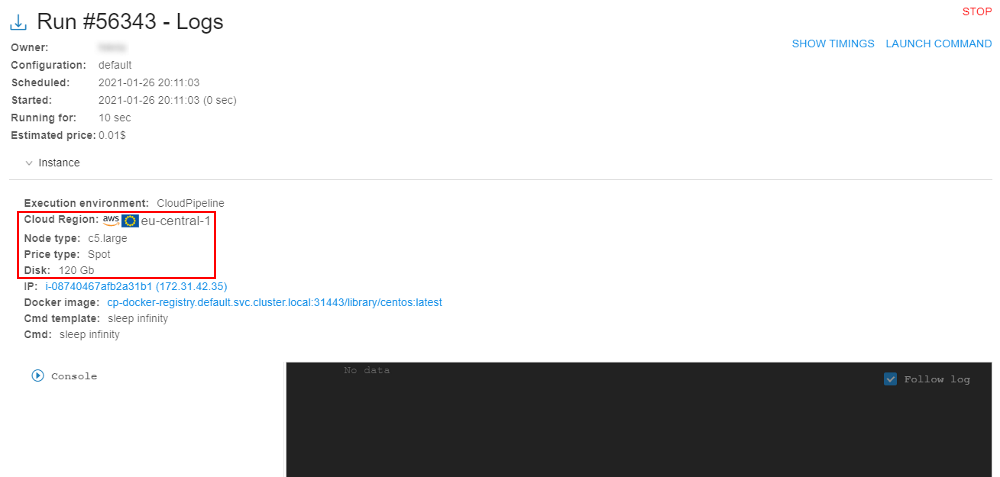 STOP
Run #56343 - Logs
SHOW TIMINGS LAUNCH COMMAND
Owner:
Configuration: default
Scheduled: 2021-01-26 20:11:03
Started: 2021-01-26 20:11:03 (0 sec)
Running for: 10 sec
Estimated price: 0.01$
Instance
Execution environment: CloudPipeline
Cloud Region: aws eu-central-1
Node type: c5.large
Price type: Spot
Disk: 120 Gb
IP: i-08740467afb2a31b1 (172.31.42.35)
Docker image: cp-docker-registry.default.svc.cluster.local:31443/library/centos:latest
Cmd template: sleep infinity
Cmd: sleep infinity
Console
No data
Follow log